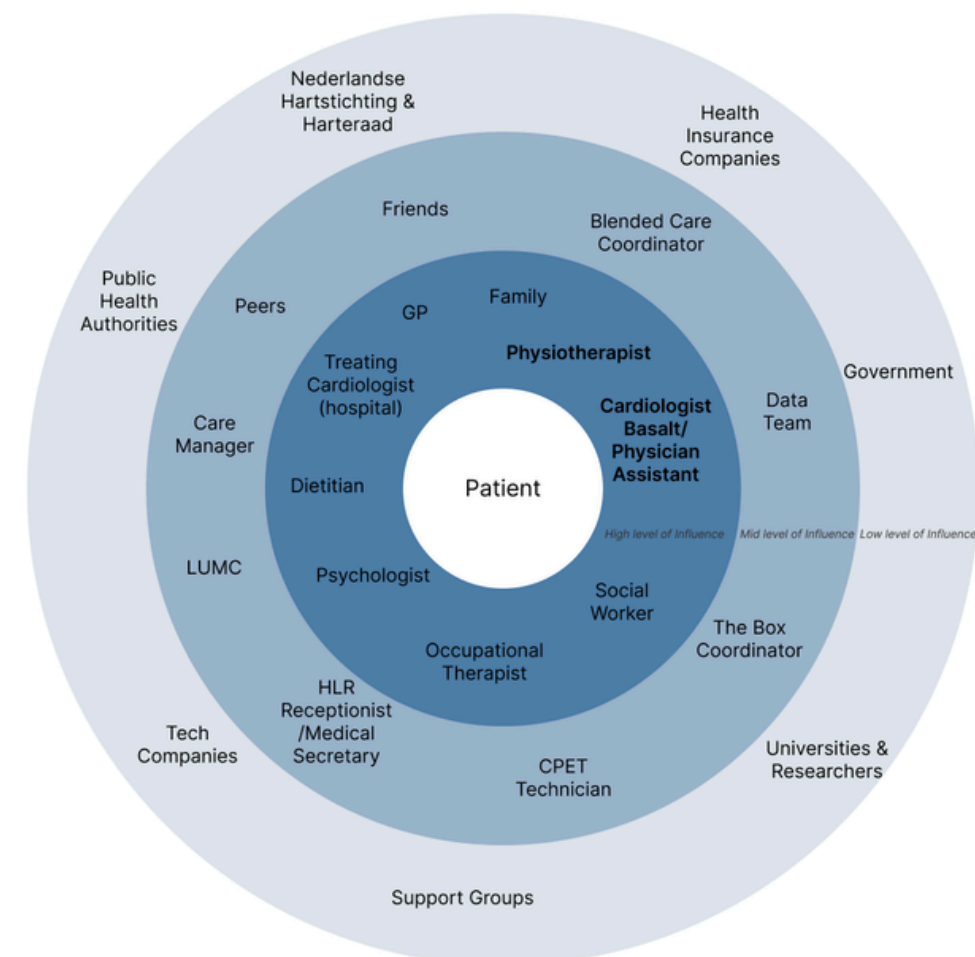 Nederlandse
Hartstichting &
Harteraad
Health
Insurance
Companies
Friends
Blended Care
Coordinator
Public
Health
Authorities
Peers
GP
Family
Physiotherapist
Treating
Cardiologist
(hospital)
Government
Care
Manager
Cardiologist
Basalt/
Physician
Assistant
Data
Team
Dietitian
Patient
High level of Influence
Mid level of Influence
Low level of Influence
LUMC
Psychologist
Social
Worker
The Box
Coordinator
Occupational
Therapist
HLR
Receptionist
/Medical
Secretary
Tech
Companies
CPET
Technician
Universities &
Researchers
Support Groups